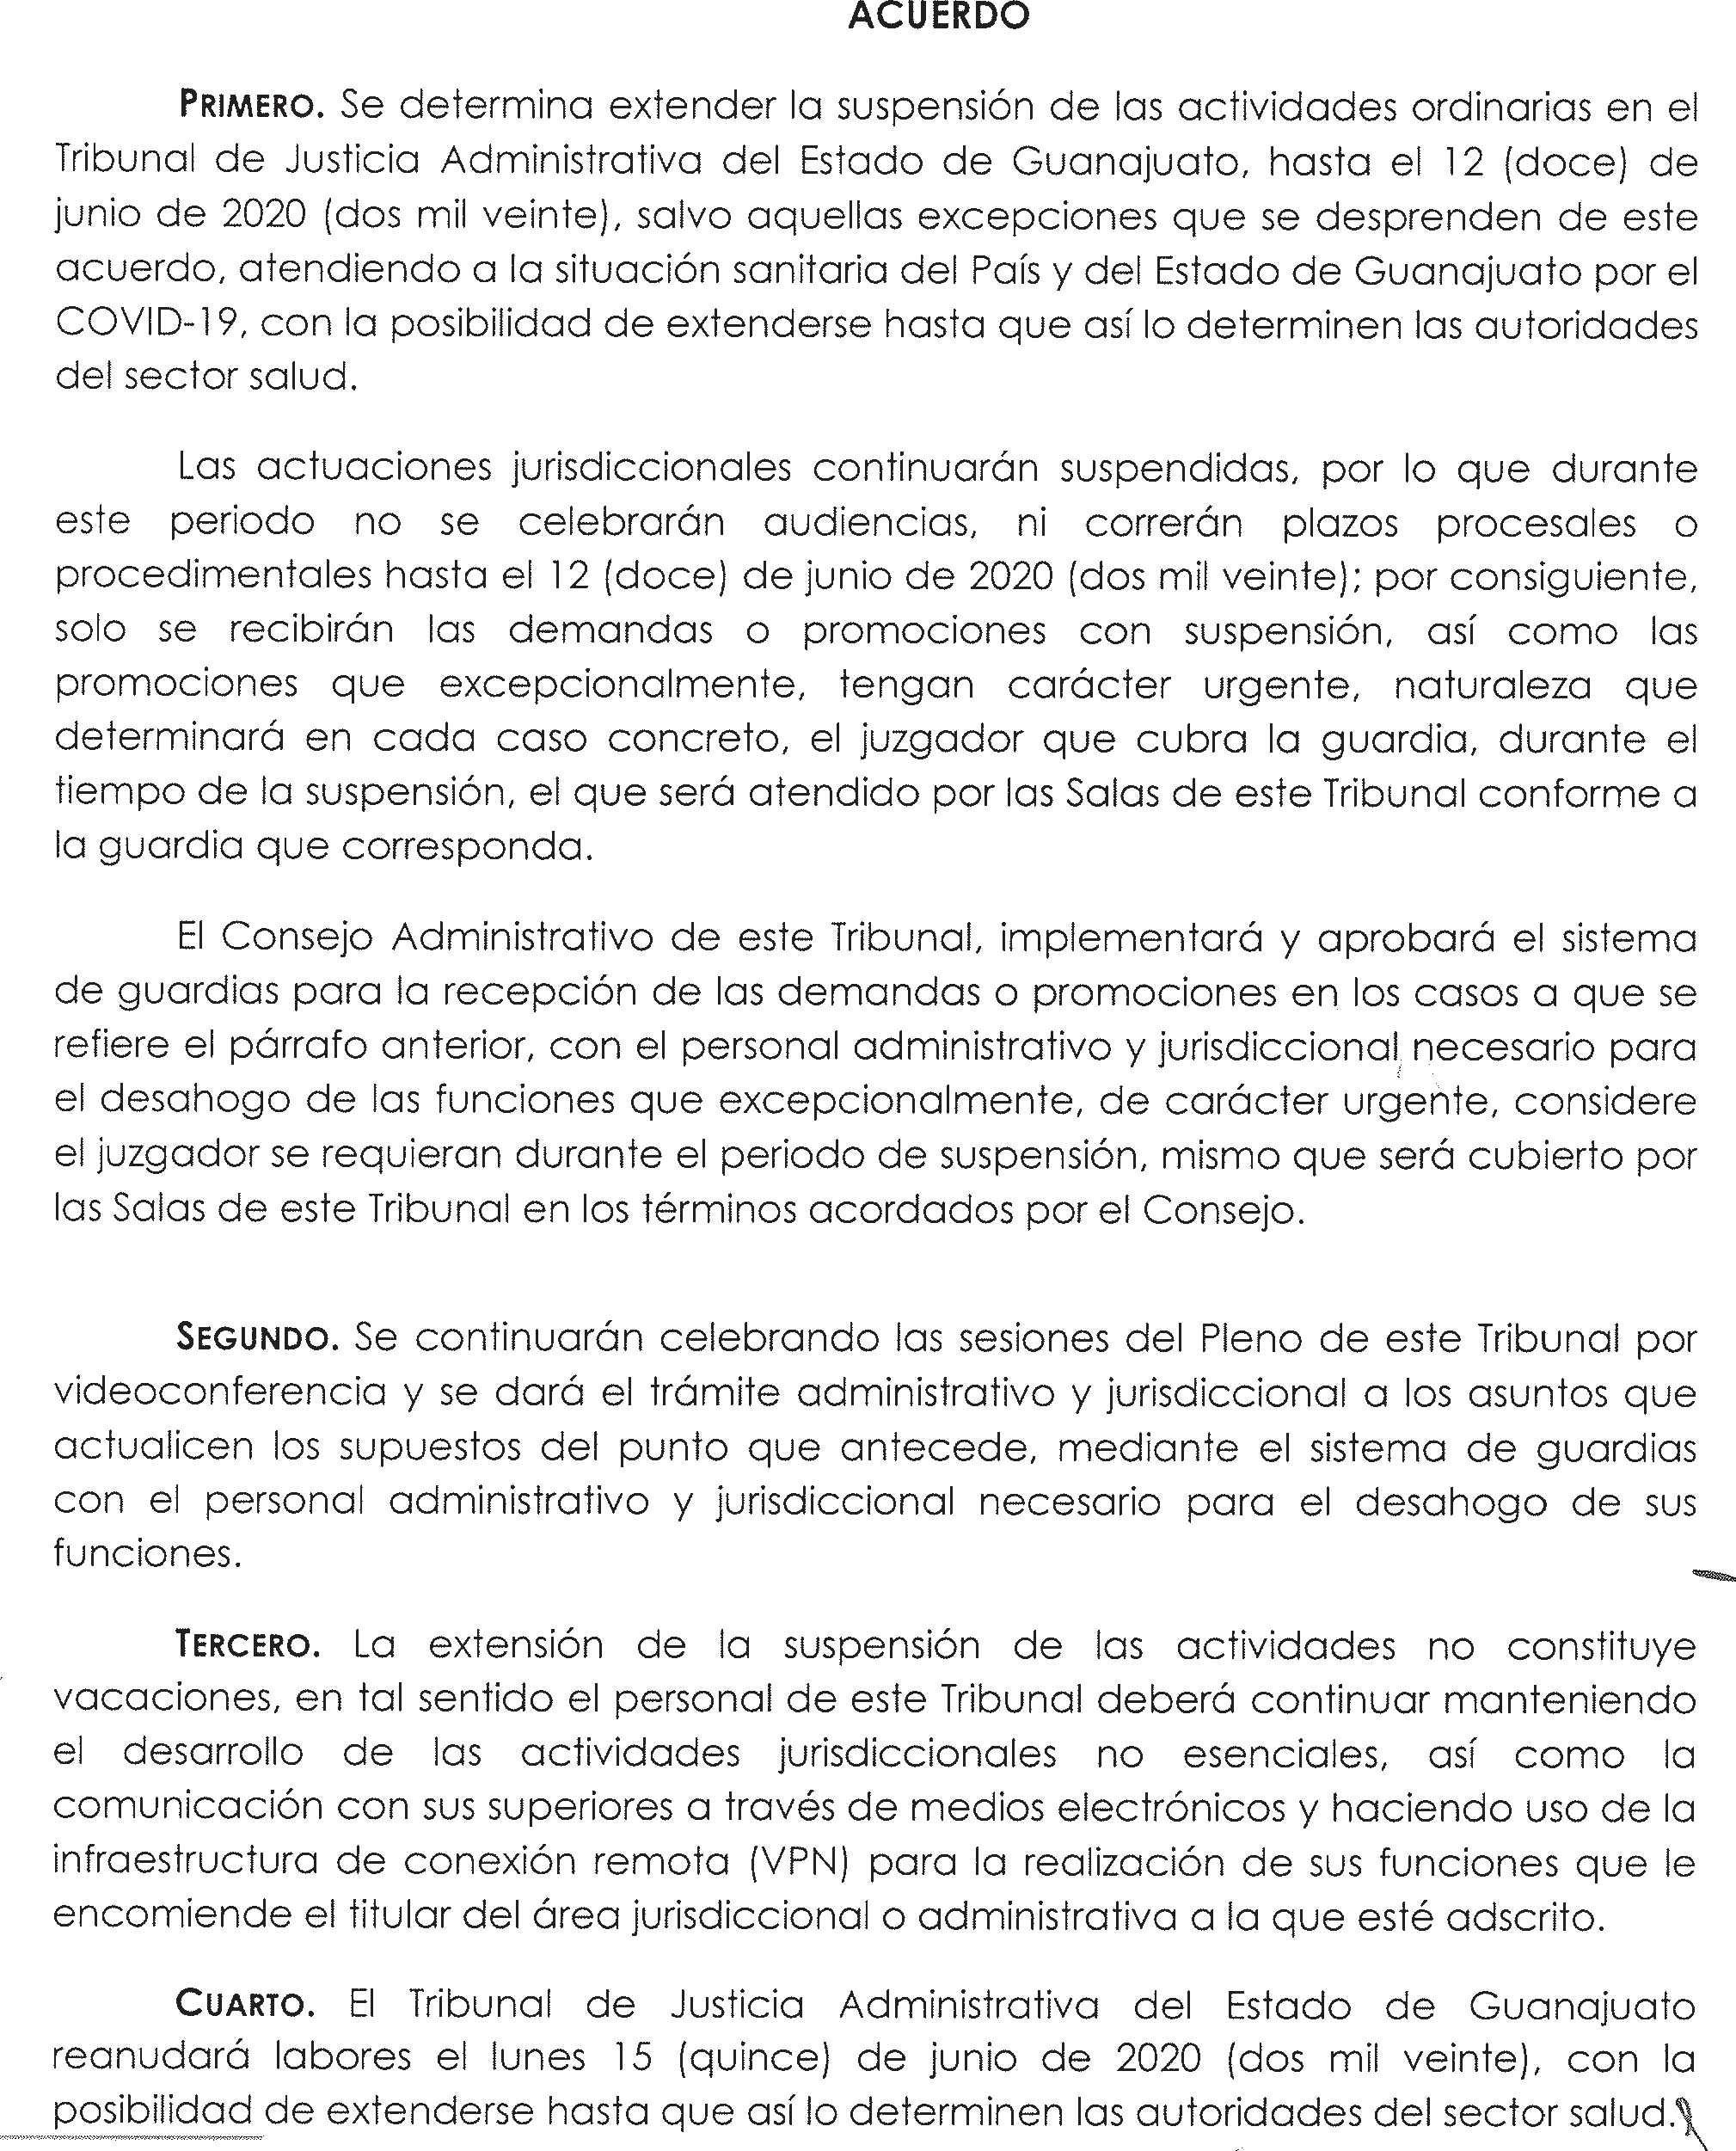 ACUERDO
PRIMERO. Se determina extender la suspensión de las actividades ordinarias en el
Tribunal de Justicia Administrativa del Estado de Guanajuato, hasta el 12 (doce) de
junio de 2020 (dos mil veinte), salvo aquellas excepciones que se desprenden de este
acuerdo, atendiendo a la situación sanitaria del País y del Estado de Guanajuato por el
COVID-19, con la posibilidad de extenderse hasta que así lo determinen las autoridades
del sector salud.
Las actuaciones jurisdiccionales continuarán suspendidas, por lo que durante
este periodo no se celebrarán audiencias, ni correrán plazos procesales o
procedimentales hasta el 12 (doce) de junio de 2020 (dos mil veinte); por consiguiente,
solo se recibirán las demandas o promociones con suspensión, así como las
promociones que excepcionalmente, tengan carácter urgente, naturaleza que
determinará en cada caso concreto, el juzgador que cubra la guardia, durante el
tiempo de la suspensión, el que será atendido por las Salas de este Tribunal conforme a
la guardia que corresponda.
El Consejo Administrativo de este Tribunal, implementará y aprobará el sistema
de guardias para la recepción de las demandas o promociones en los casos a que se
refiere el párrafo anterior, con el personal administrativo y jurisdiccional necesario para
el desahogo de las funciones que excepcionalmente, de carácter urgente, considere
el juzgador se requieran durante el periodo de suspensión, mismo que será cubierto por
las Salas de este Tribunal en los términos acordados por el Consejo.
SEGUNDO. Se continuarán celebrando las sesiones del Pleno de este Tribunal por
videoconferencia y se dará el trámite administrativo y jurisdiccional a los asuntos que
actualicen los supuestos del punto que antecede, mediante el sistema de guardias
con el personal administrativo y jurisdiccional necesario para el desahogo de sus
funciones.
TERCERO. La extensión de la suspensión de las actividades no constituye
vacaciones, en tal sentido el personal de este Tribunal deberá continuar manteniendo
el desarrollo de las actividades jurisdiccionales no esenciales, así como la
comunicación con sus superiores a través de medios electrónicos y haciendo uso de la
infraestructura de conexión remota (VPN) para la realización de sus funciones que le
encomiende el titular del área jurisdiccional o administrativa a la que esté adscrito.
CUARTO. El Tribunal de Justicia Administrativa del Estado de Guanajuato
reanudará labores el lunes 15 (quince) de junio de 2020 (dos mil veinte), con la
posibilidad de extenderse hasta que así lo determinen las autoridades del sector salud.